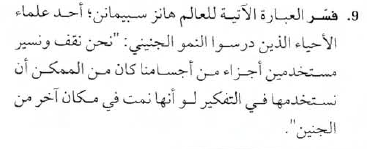 9. فسّر العبارة الآتية للعالم هانز سبيمانن؛ أحد علماء
الأحياء الذين درسوا النمو الجنيني: "نحن نقف ونسير
مستخدمين أجزاء من أجسامنا كان من الممكن أن
نستخدمها في التفكير لو أنها نمت في مكان آخر من
الجنين".